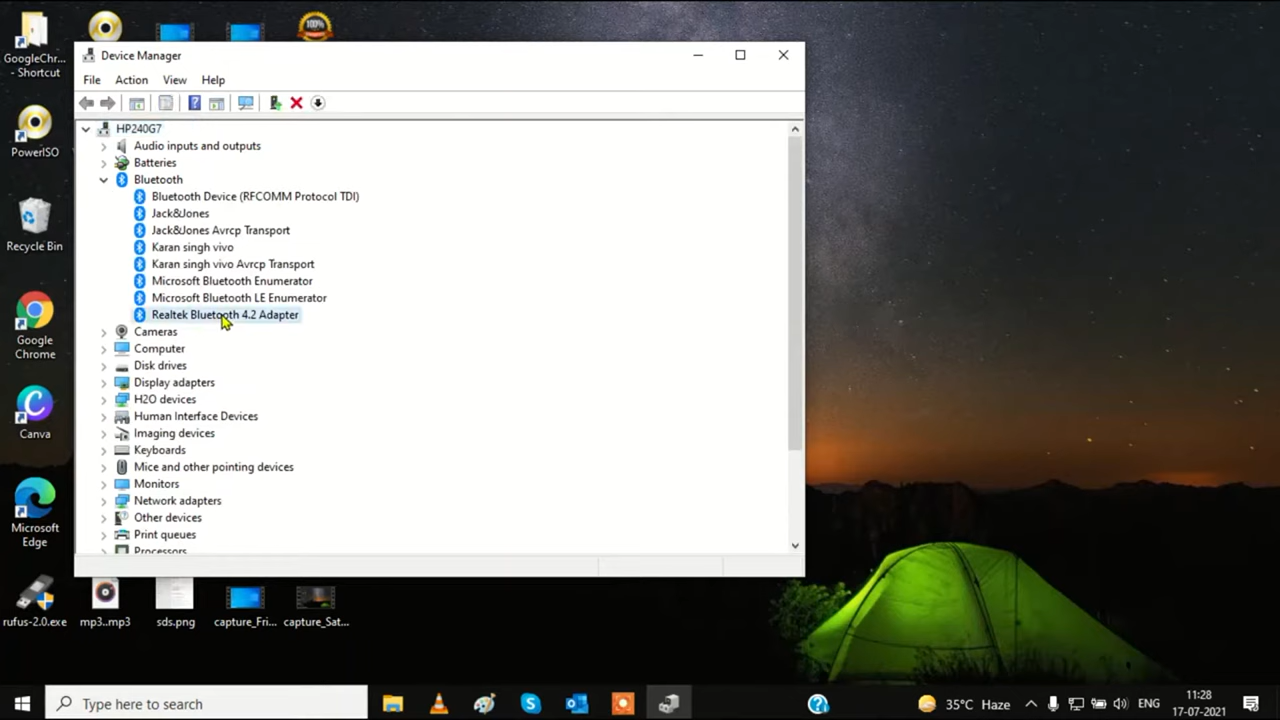 GoogleChr...
- Shortcut
100%
PowerISO
Recycle Bin
Google
Chrome
Canva
Microsoft
Edge
rufus-2.0.exe
mp3..mp3
sds.png
capture_Fri...
capture_Sat...
Device Manager
File Action View Help
HP240G7
Audio inputs and outputs
Batteries
Bluetooth
Bluetooth Device (RFCOMM Protocol TDI)
Jack&Jones
Jack&Jones Avrcp Transport
Karan singh vivo
Karan singh vivo Avrcp Transport
Microsoft Bluetooth Enumerator
Microsoft Bluetooth LE Enumerator
Realtek Bluetooth 4.2 Adapter
Cameras
Computer
Disk drives
Display adapters
H2O devices
Human Interface Devices
Imaging devices
Keyboards
Mice and other pointing devices
Monitors
Network adapters
Other devices
Print queues
Processors
Type here to search
35°C Haze
ENG
11:28
17-07-2021